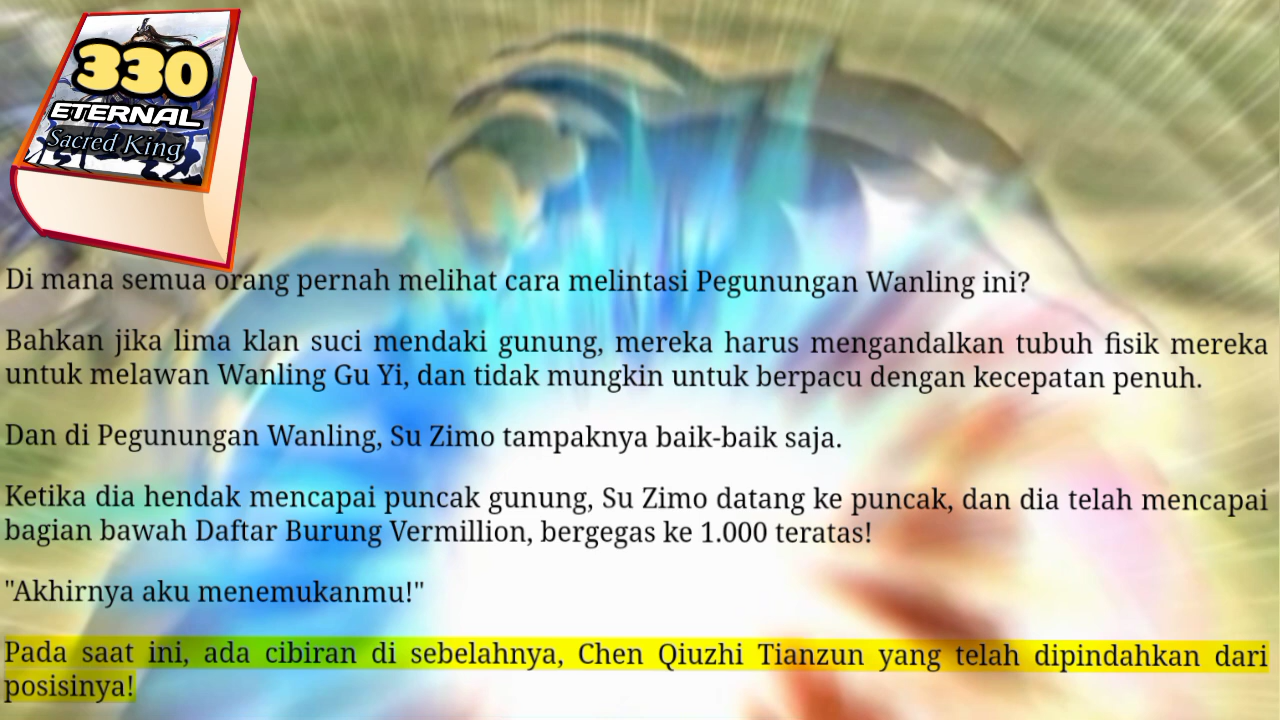 330
ETERNAL
Sacred King
Di mana semua orang pernah melihat cara melintasi Pegunungan Wanling ini?
Bahkan jika lima klan suci mendaki gunung, mereka harus mengandalkan tubuh fisik mereka
untuk melawan Wanling Gu Yi, dan tidak mungkin untuk berpacu dengan kecepatan penuh.
Dan di Pegunungan Wanling, Su Zimo tampaknya baik-baik saja.
Ketika dia hendak mencapai puncak gunung, Su Zimo datang ke puncak, dan dia telah mencapai
bagian bawah Daftar Burung Vermillion, bergegas ke 1.000 teratas!
"Akhirnya aku menemukanmu!"
Pada saat ini, ada cibiran di sebelahnya, Chen Qiuzhi Tianzun yang telah dipindahkan dari
posisinya!